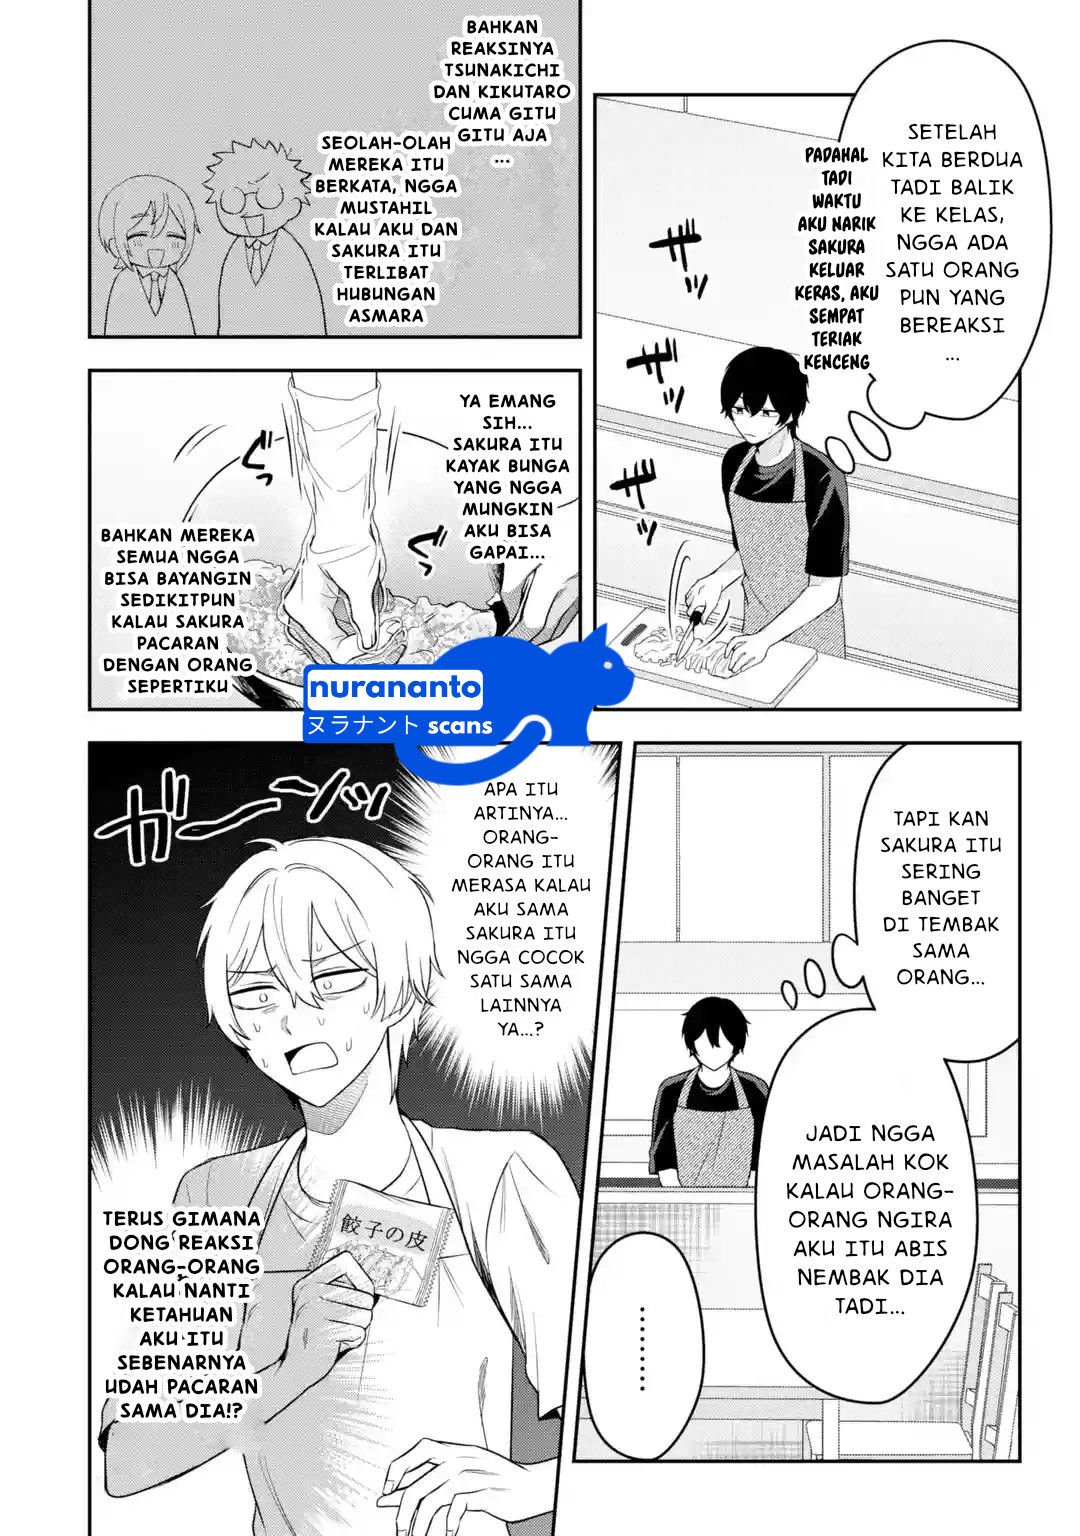 SETELAH
KITA BERDUA
TADI BALIK
KE KELAS,
NGGA ADA
SATU ORANG
PUN YANG
BEREAKSI
...
PADAHAL
TADI
WAKTU
AKU NARIK
SAKURA
KELUAR
KERAS, AKU
SEMPAT
TERIAK
KENCENG
BAHKAN
REAKSINYA
TSUNAKICHI
DAN KIKUTARO
CUMA GITU
GITU AJA
...
SEOLAH-OLAH
MEREKA ITU
BERKATA, NGGA
MUSTAHIL
KALAU AKU DAN
SAKURA ITU
TERLIBAT
HUBUNGAN
ASMARA
YA EMANG
SIH...
SAKURA ITU
KAYAK BUNGA
YANG NGGA
MUNGKIN
AKU BISA
GAPAI...
BAHKAN MEREKA
SEMUA NGGA
BISA BAYANGIN
SEDIKITPUN
KALAU SAKURA
PACARAN
DENGAN ORANG
SEPERTIKU
nurananto
ヌラナント scans
TAPI KAN
SAKURA ITU
SERING
BANGET
DI TEMBAK
SAMA
ORANG...
JADI NGGA
MASALAH KOK
KALAU ORANG-
ORANG NGIRA
AKU ITU ABIS
NEMBAK DIA
TADI...
.........
APA ITU
ARTINYA...
ORANG-
ORANG ITU
MERASA KALAU
AKU SAMA
SAKURA ITU
NGGA COCOK
SATU SAMA
LAINNYA
YA...?
ガーンッ
餃子の皮
TERUS GIMANA
DONG REAKSI
ORANG-ORANG
KALAU NANTI
KETAHUAN
AKU ITU
SEBENARNYA
UDAH PACARAN
SAMA DIA!?